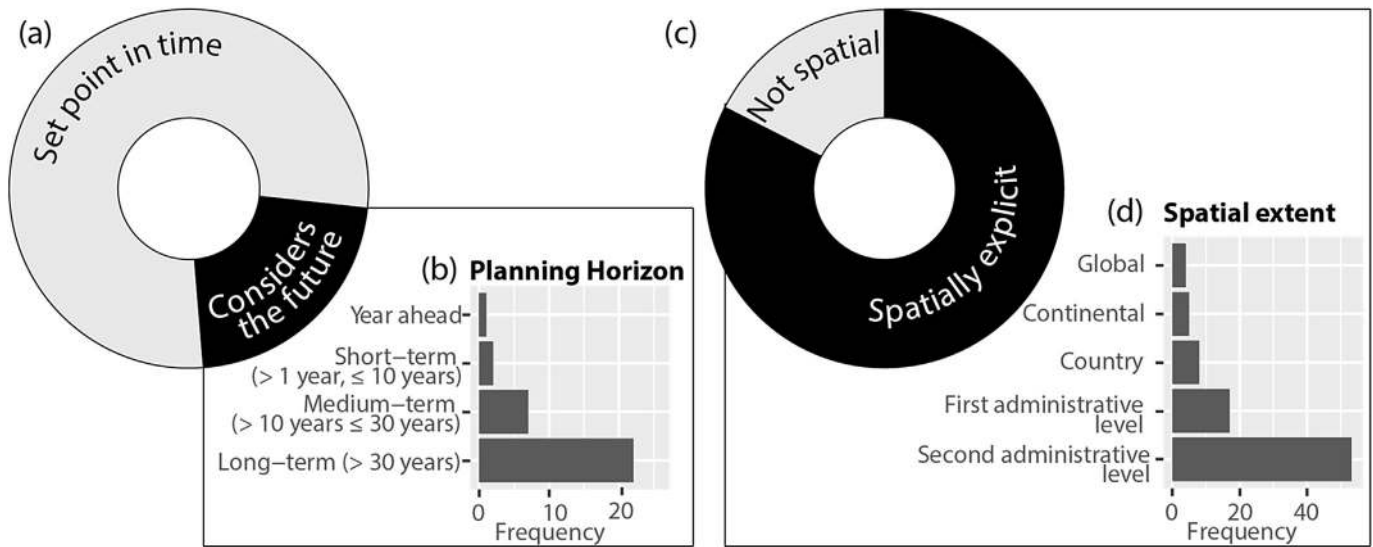 (a)
Set point in time
Considers
the future
(b) Planning Horizon
Year ahead
Short−term
(> 1 year, ≤ 10 years)
Medium−term
(> 10 years ≤ 30 years)
Long−term (> 30 years)
0 10 20
Frequency
(c)
Not spatial
Spatially explicit
(d) Spatial extent
Global
Continental
Country
First administrative
level
Second administrative
level
0 20 40
Frequency